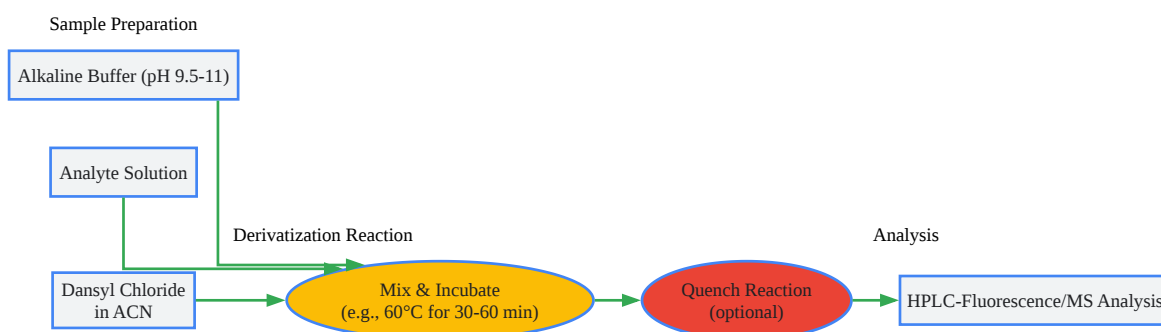 Sample Preparation
Alkaline Buffer (pH 9.5-11)
Analyte Solution
Derivatization Reaction
Analysis
Dansyl Chloride
in ACN
Mix & Incubate
(e.g., 60°C for 30-60 min)
Quench Reaction
(optional)
HPLC-Fluorescence/MS Analysis